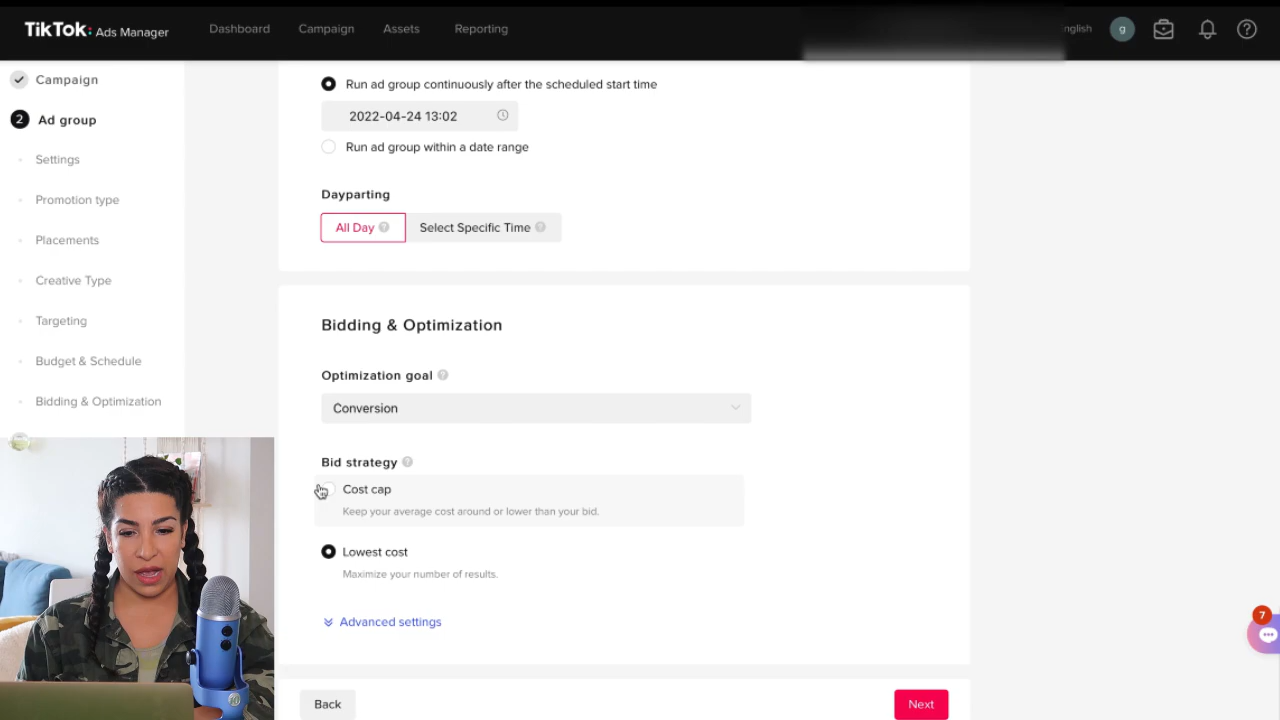 TikTok: Ads Manager
Dashboard
Campaign
Assets
Reporting
nglish
g
Campaign
2 Ad group
Settings
Promotion type
Placements
Creative Type
Targeting
Budget & Schedule
Bidding & Optimization
Run ad group continuously after the scheduled start time
2022-04-24 13:02
Run ad group within a date range
Dayparting
All Day ?
Select Specific Time ?
Bidding & Optimization
Optimization goal ?
Conversion
Bid strategy ?
Cost cap
Keep your average cost around or lower than your bid.
Lowest cost
Maximize your number of results.
Advanced settings
Back
Next
7